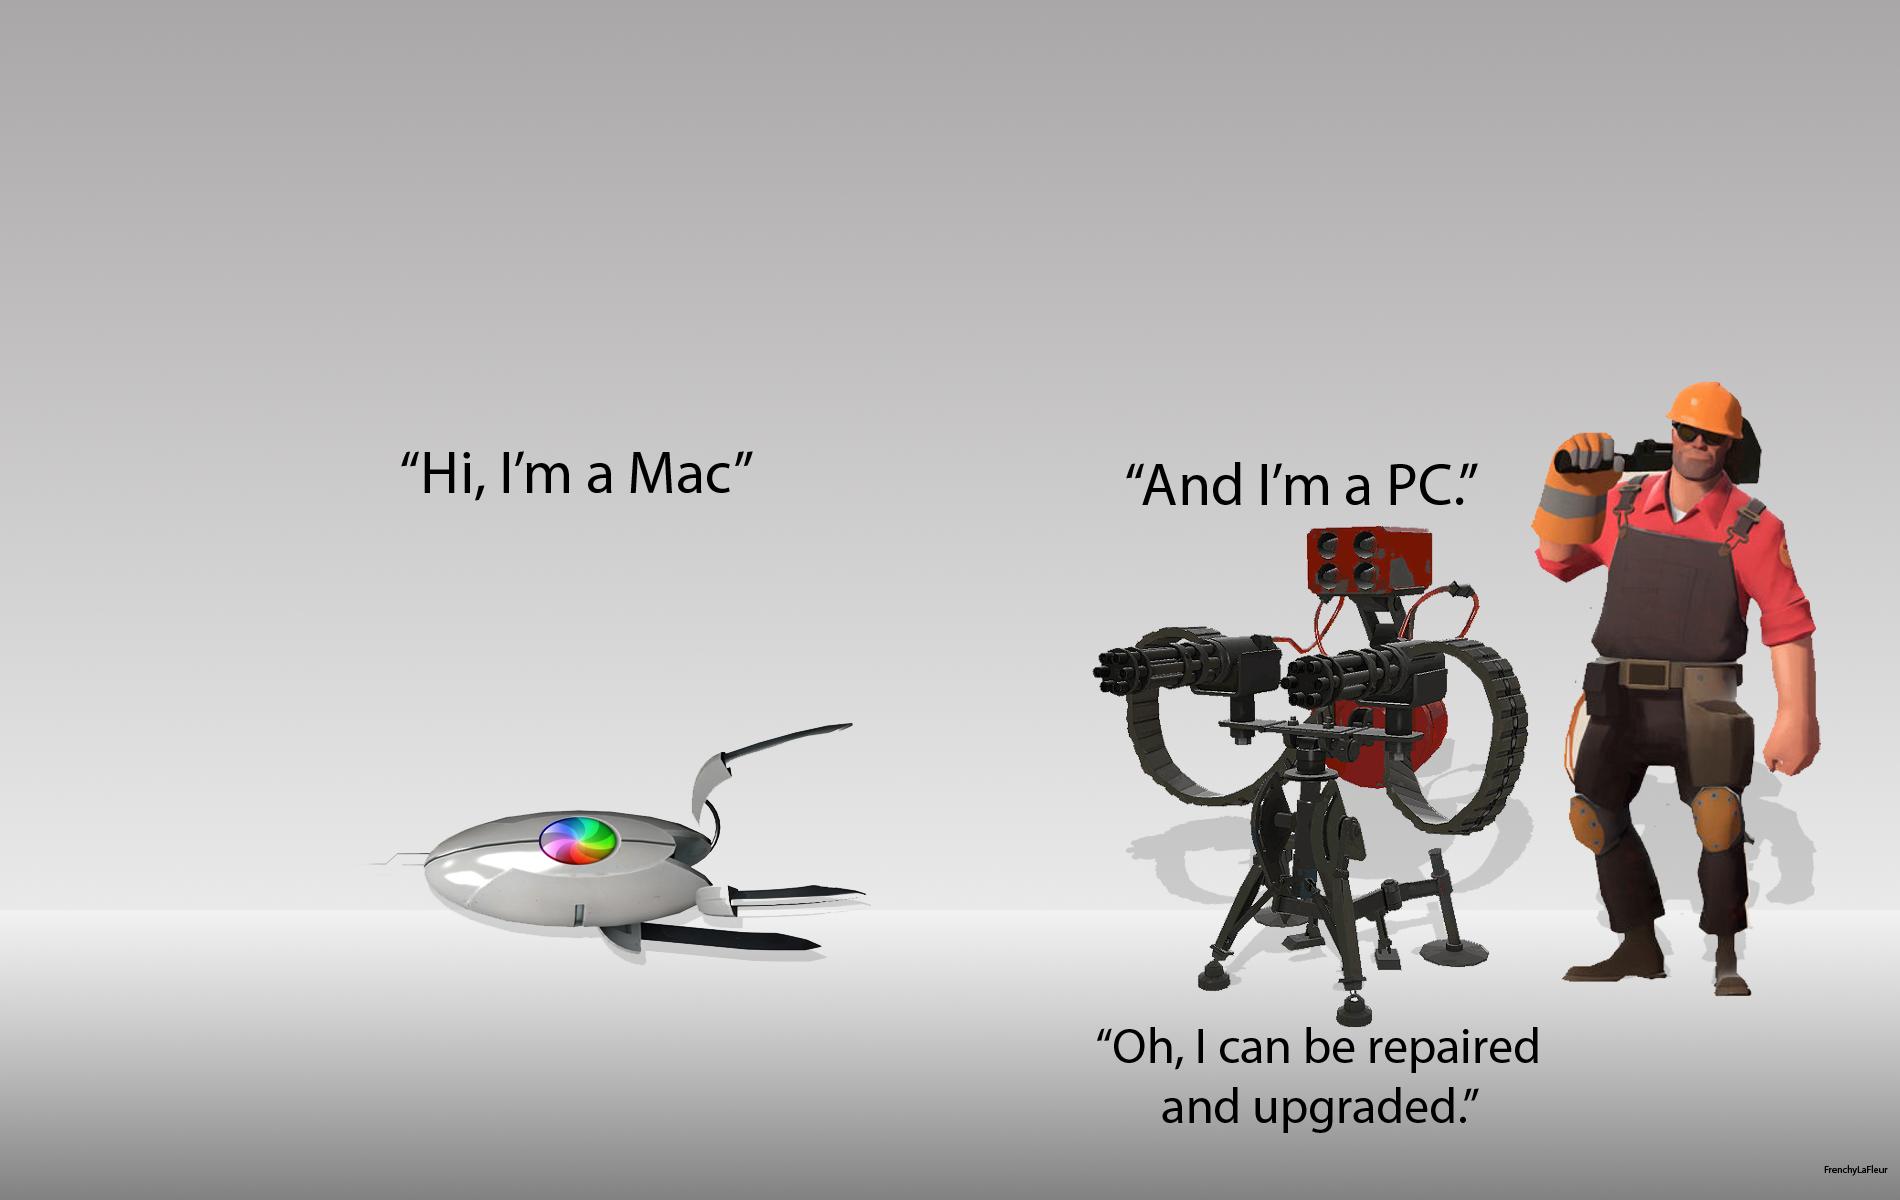 “Hi, I’m a Mac”
“And I’m a PC.”
“Oh, I can be repaired
and upgraded.”
FrenchyLaFleur